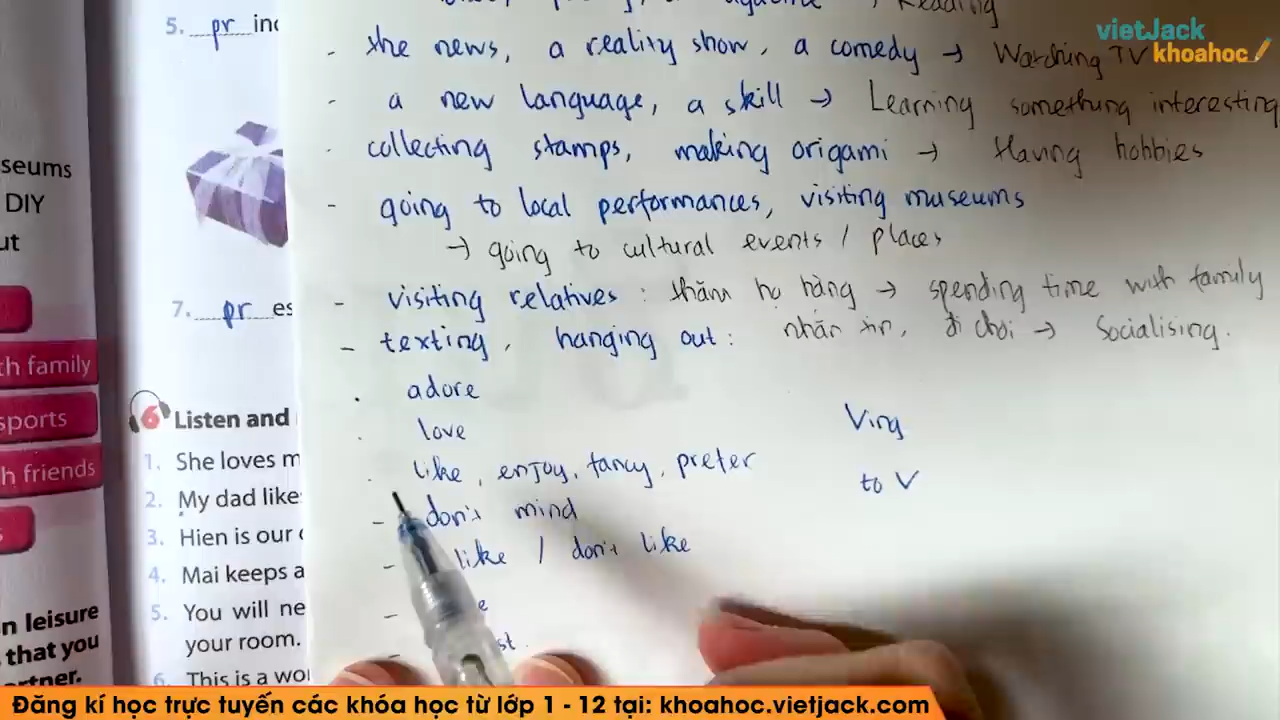 5. pr inc
Reading
- the news, a reality show, a comedy → Watching TV
vietJack
khoahoc
- a new language, a skill → Learning something interesting
- collecting stamps, making origami → Having hobbies
- going to local performances, visiting museums
→ going to cultural events / places
- visiting relatives : thăm họ hàng → spending time with family
- texting, hanging out : nhắn tin, đi chơi → Socialising.
seums
DIY
ut
7. pr es
th family
sports
h friends
s
n leisure
that you
rtner.
6 Listen and
1. She loves m
2. My dad like
3. Hien is our
4. Mai keeps a
5. You will ne
your room.
6. This is a wo
. adore
. love
. like, enjoy, fancy, prefer
- don't mind
- like / don't like
- e
- st.
Ving
to V
Đăng kí học trực tuyến các khóa học từ lớp 1 - 12 tại: khoahoc.vietjack.com